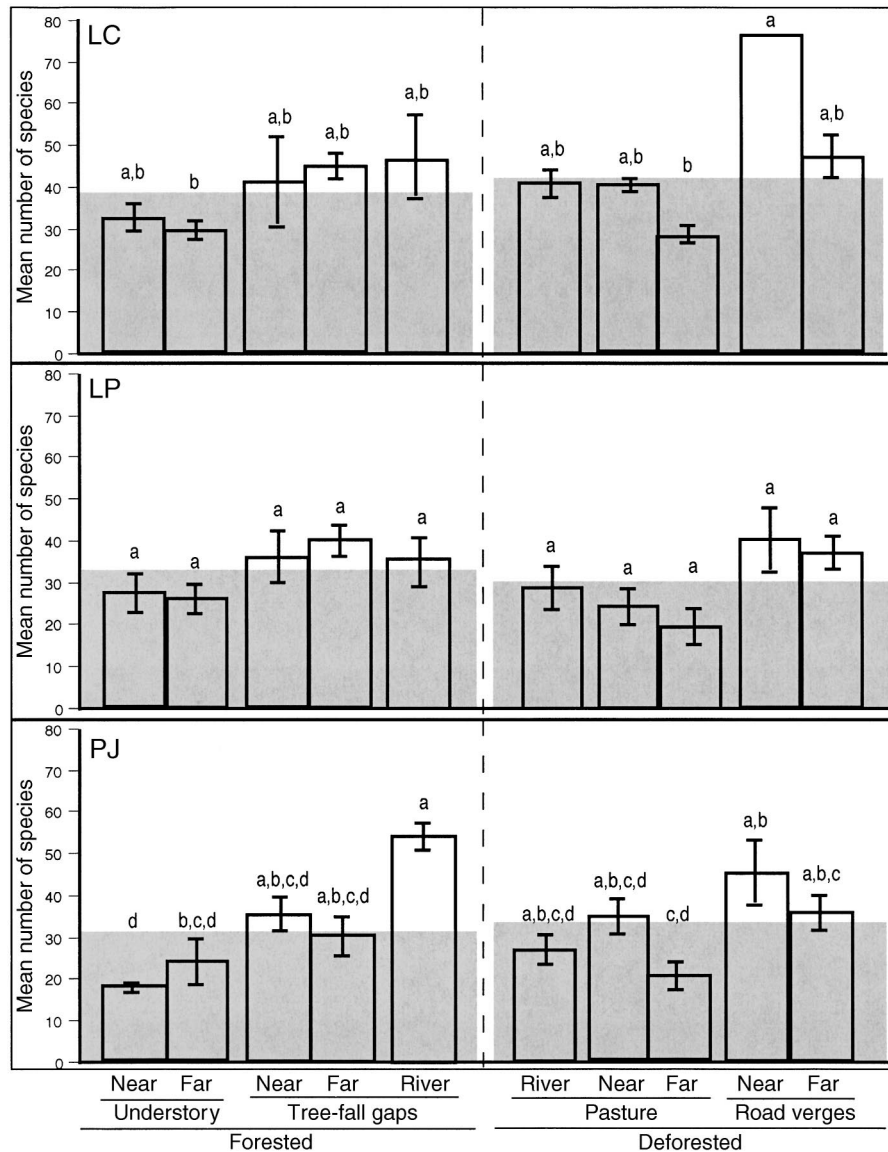 LC
Mean number of species
80
70
60
50
40
30
20
10
0
a,b
b
a,b
a,b
a,b
a,b
a,b
b
a
a,b
LP
Mean number of species
80
70
60
50
40
30
20
10
0
a
a
a
a
a
a
a
a
a
a
PJ
Mean number of species
80
70
60
50
40
30
20
10
0
d
b,c,d
a,b,c,d
a,b,c,d
a
a,b,c,d
a,b,c,d
c,d
a,b
a,b,c
Near Far Near Far River River Near Far Near Far
Understory Tree-fall gaps Pasture Road verges
Forested Deforested